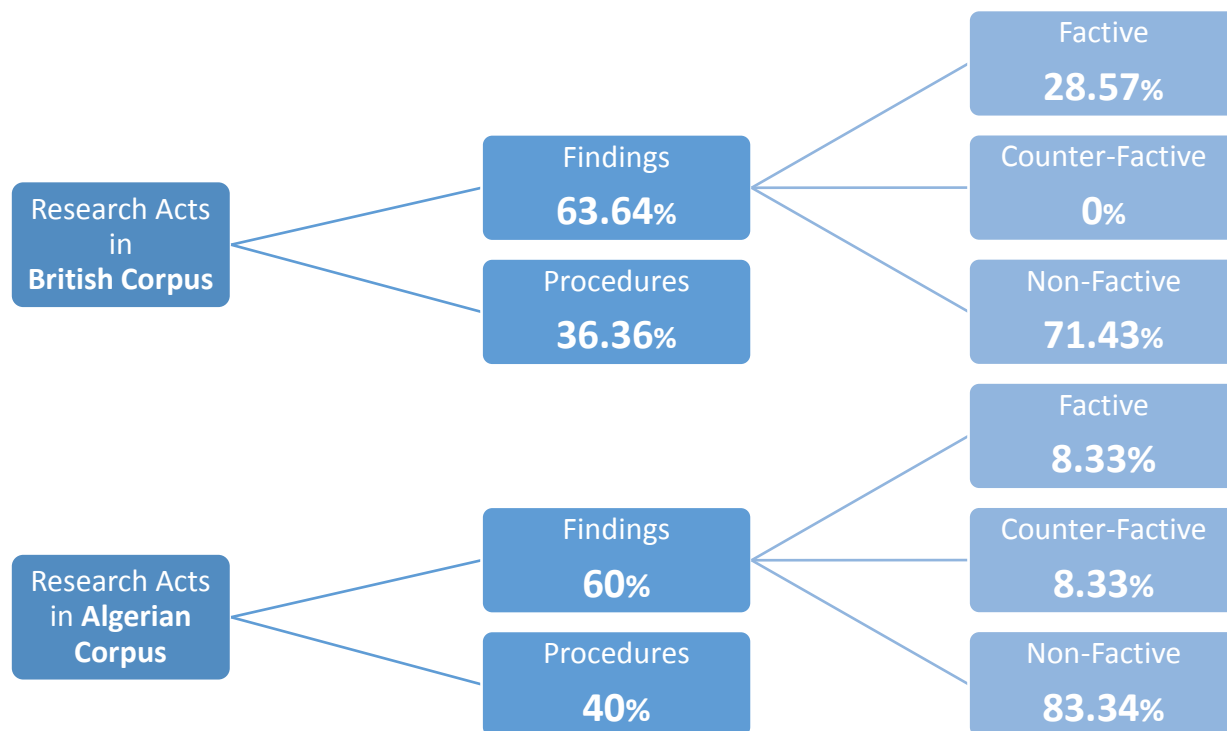 Research Acts
in
British Corpus
Findings
63.64%
Procedures
36.36%
Factive
28.57%
Counter-Factive
0%
Non-Factive
71.43%
Research Acts
in Algerian
Corpus
Findings
60%
Procedures
40%
Factive
8.33%
Counter-Factive
8.33%
Non-Factive
83.34%